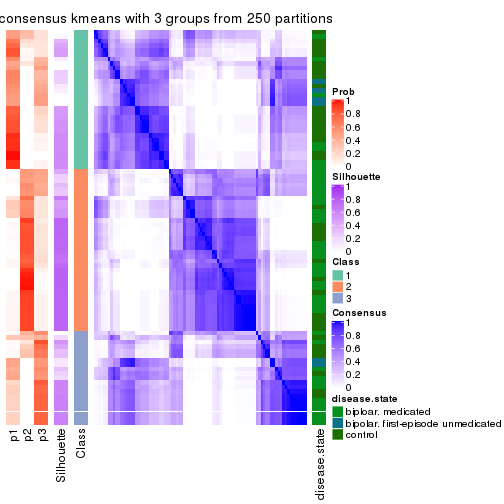 consensus kmeans with 3 groups from 250 partitions
Prob
1
0.8
0.6
0.4
0.2
0
Silhouette
1
0.8
0.6
0.4
0.2
0
Class
1
2
3
Consensus
1
0.8
0.6
0.4
0.2
0
disease.state
biploar. medicated
bipolar. first-episode unmedicated
control
p1
p2
p3
Silhouette
Class
disease.state